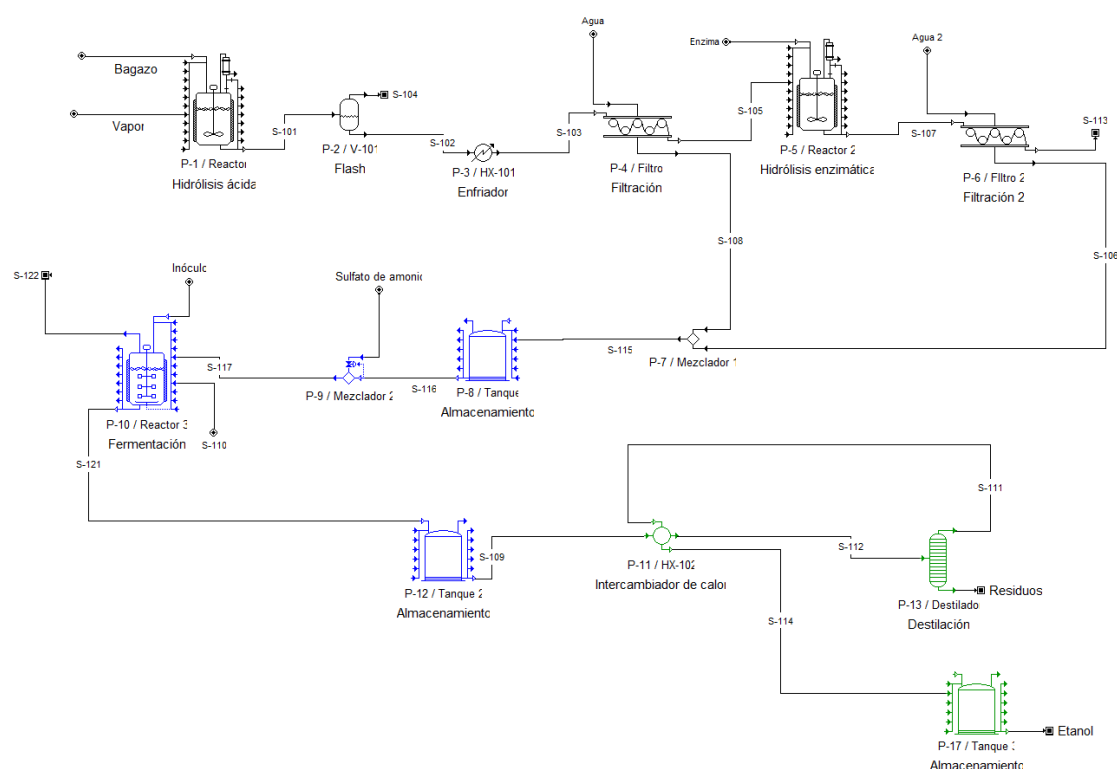 Agua
Enzima
Agua 2
Bagazo
S-104
Vapor
S-101
S-102
S-103
S-105
S-107
S-113
P-1 / Reactor
Hidrólisis ácida
P-2 / V-101
Flash
P-3 / HX-101
Enfriador
P-4 / Filtro
Filtración
P-5 / Reactor 2
Hidrólisis enzimática
P-6 / FIltro 2
Filtración 2
S-108
S-106
S-122
Inóculo
Sulfato de amonio
S-117
S-116
S-115
P-7 / Mezclador 1
P-9 / Mezclador 2
P-8 / Tanque
Almacenamiento
P-10 / Reactor 3
Fermentación
S-110
S-121
S-111
S-109
S-112
P-11 / HX-102
Intercambiador de calor
P-12 / Tanque 2
Almacenamiento
Residuos
P-13 / Destilado
Destilación
S-114
Etanol
P-17 / Tanque
Almacenamiento